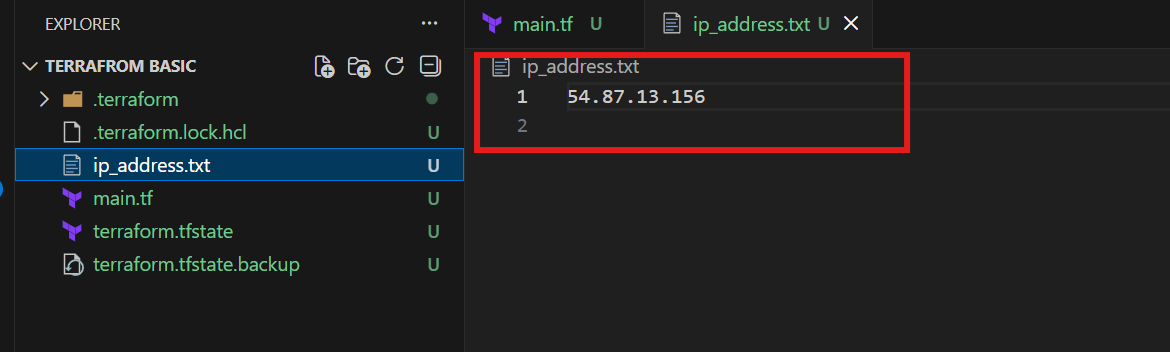 EXPLORER
TERRAFROM BASIC
.terraform
.terraform.lock.hcl U
ip_address.txt U
main.tf U
terraform.tfstate U
terraform.tfstate.backup U
main.tf U ip_address.txt U
ip_address.txt
1 54.87.13.156
2